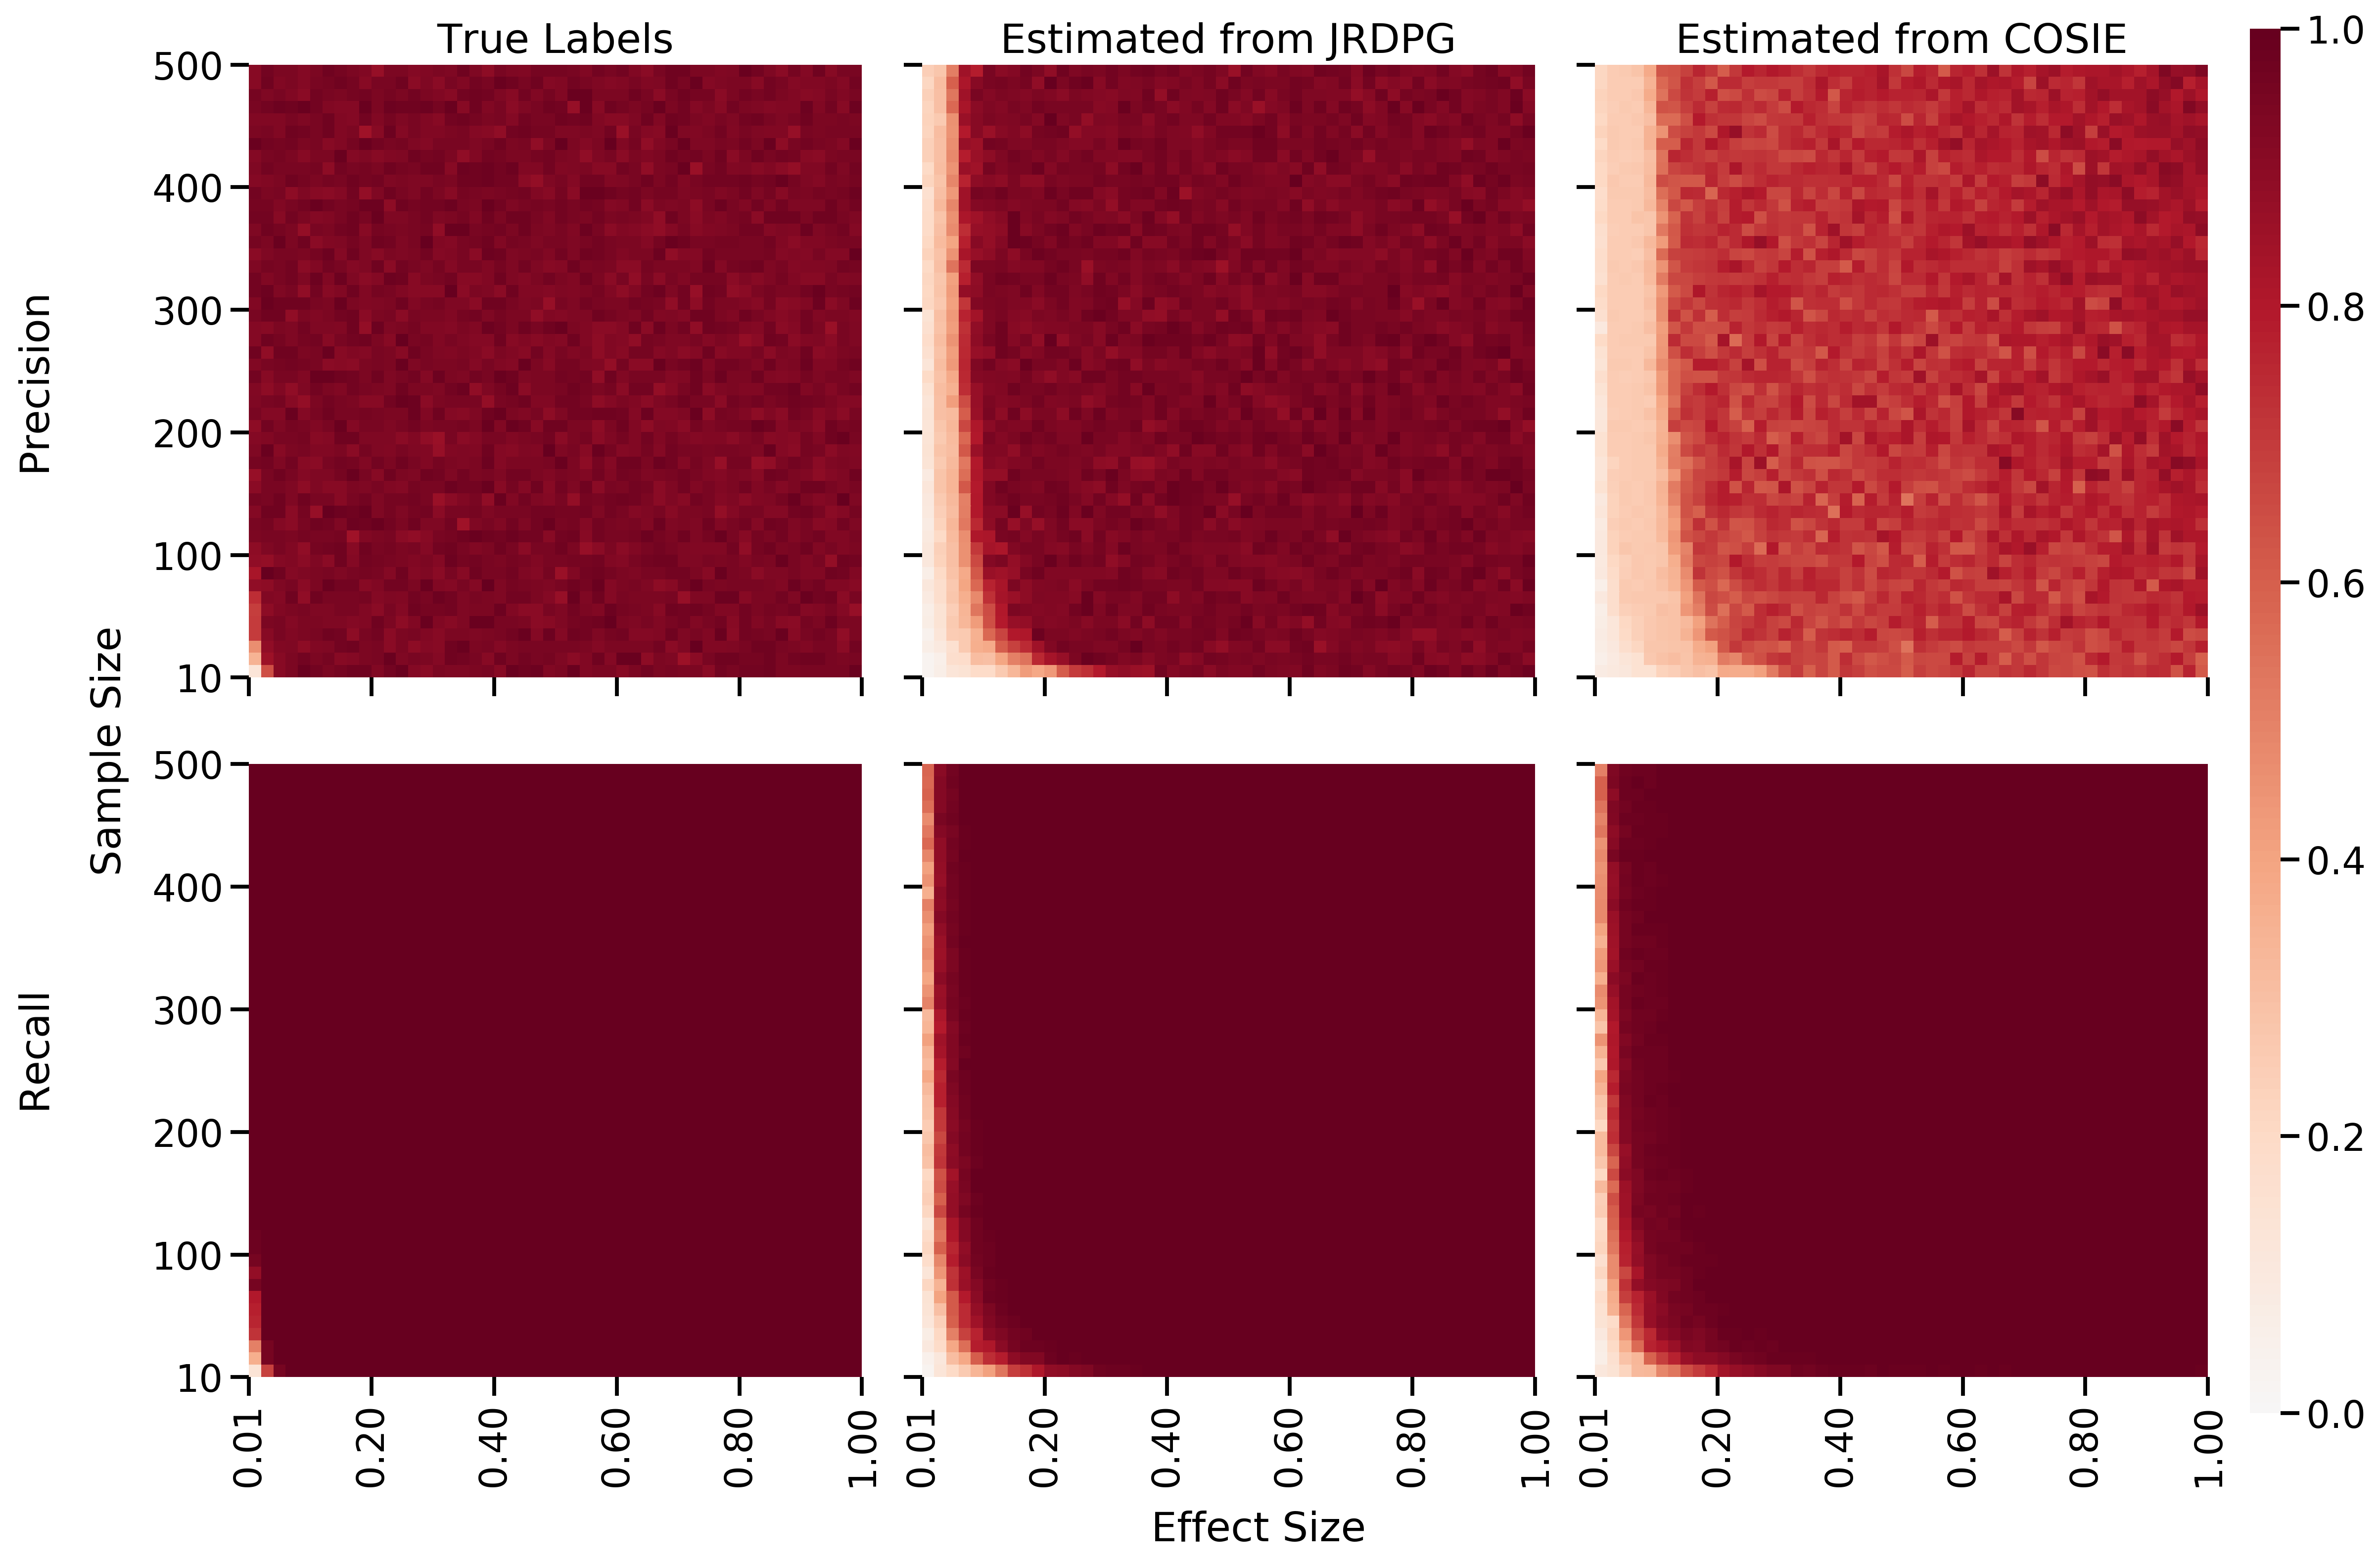 True Labels
Estimated from JRDPG
Estimated from COSIE
Precision
Sample Size
Recall
500
400
300
200
100
10
500
400
300
200
100
10
0.01 0.20 0.40 0.60 0.80 1.00
0.01 0.20 0.40 0.60 0.80 1.00
0.01 0.20 0.40 0.60 0.80 1.00
Effect Size
1.0
0.8
0.6
0.4
0.2
0.0